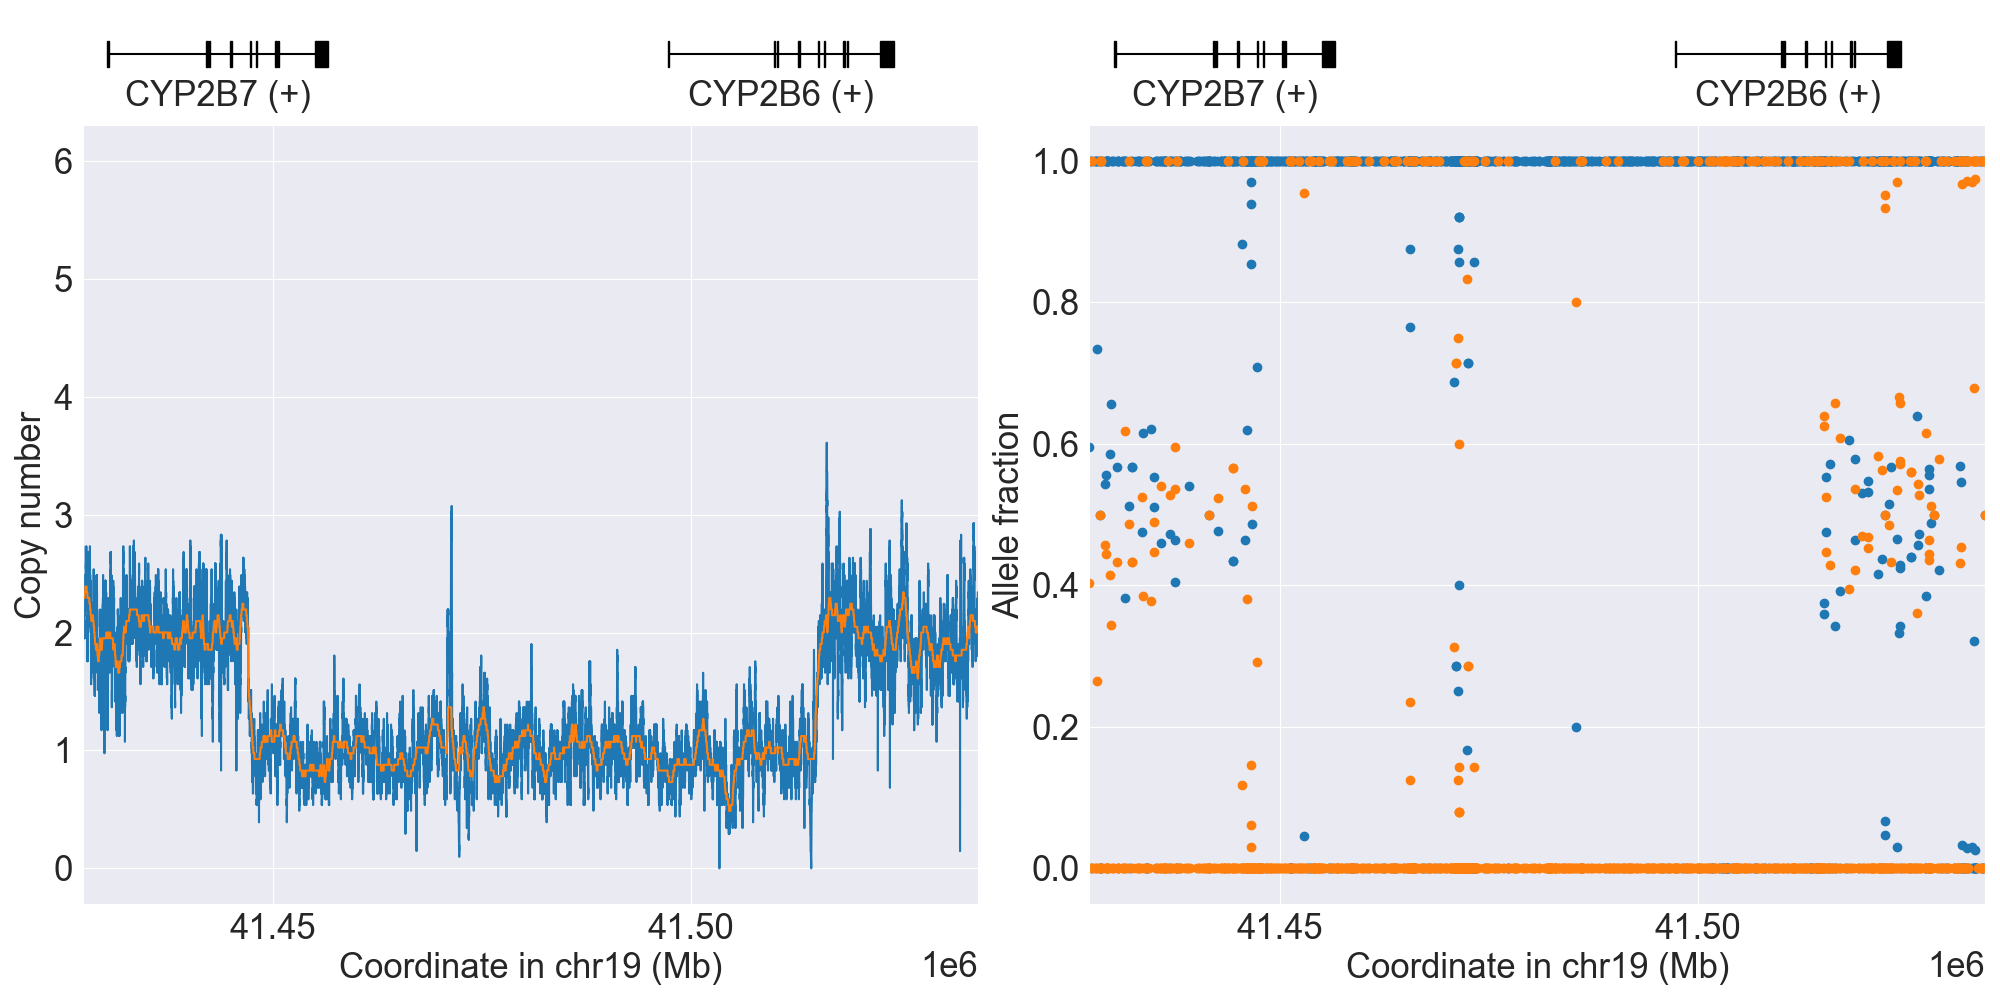 CYP2B7 (+)
CYP2B6 (+)
6
5
4
3
2
1
0
Copy number
41.45
41.50
Coordinate in chr19 (Mb)
1e6
CYP2B7 (+)
CYP2B6 (+)
1.0
0.8
0.6
0.4
0.2
0.0
Allele fraction
41.45
41.50
Coordinate in chr19 (Mb)
1e6